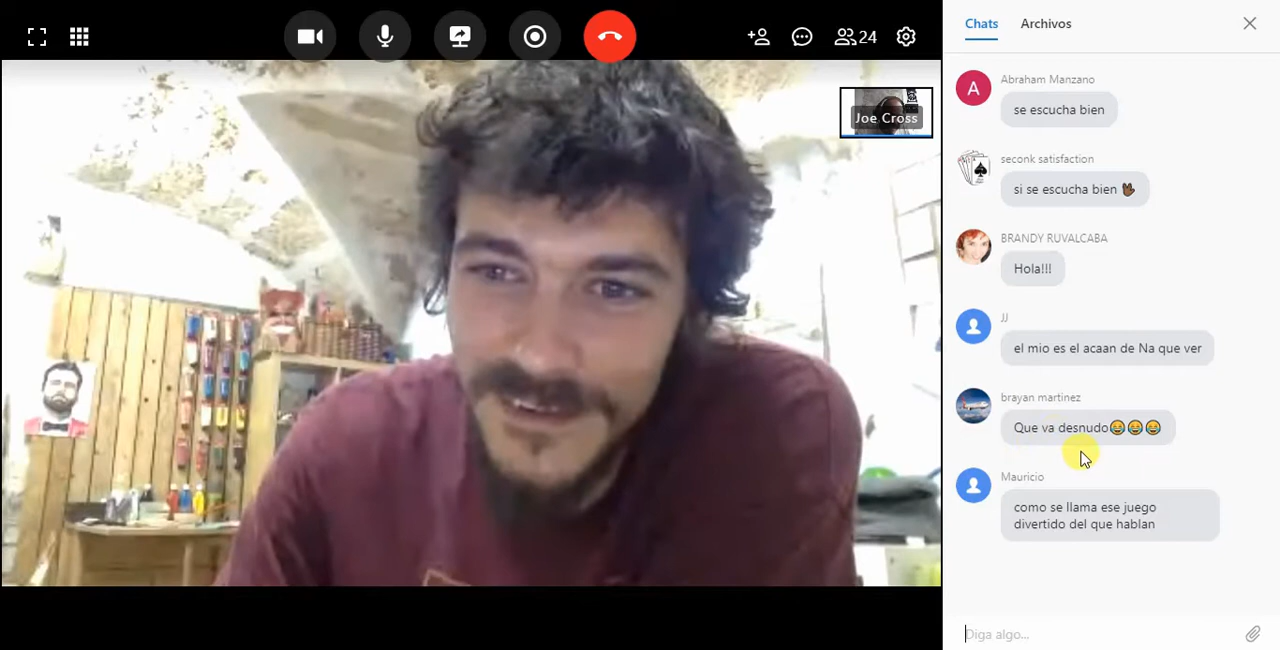 24
Joe Cross
Chats
Archivos
Abraham Manzano
A
se escucha bien
seconk satisfaction
si se escucha bien 🖖🏾
BRANDY RUVALCABA
Hola!!!
JJ
el mio es el acaan de Na que ver
brayan martinez
Que va desnudo😂😂😂
Mauricio
como se llama ese juego
divertido del que hablan
Diga algo...